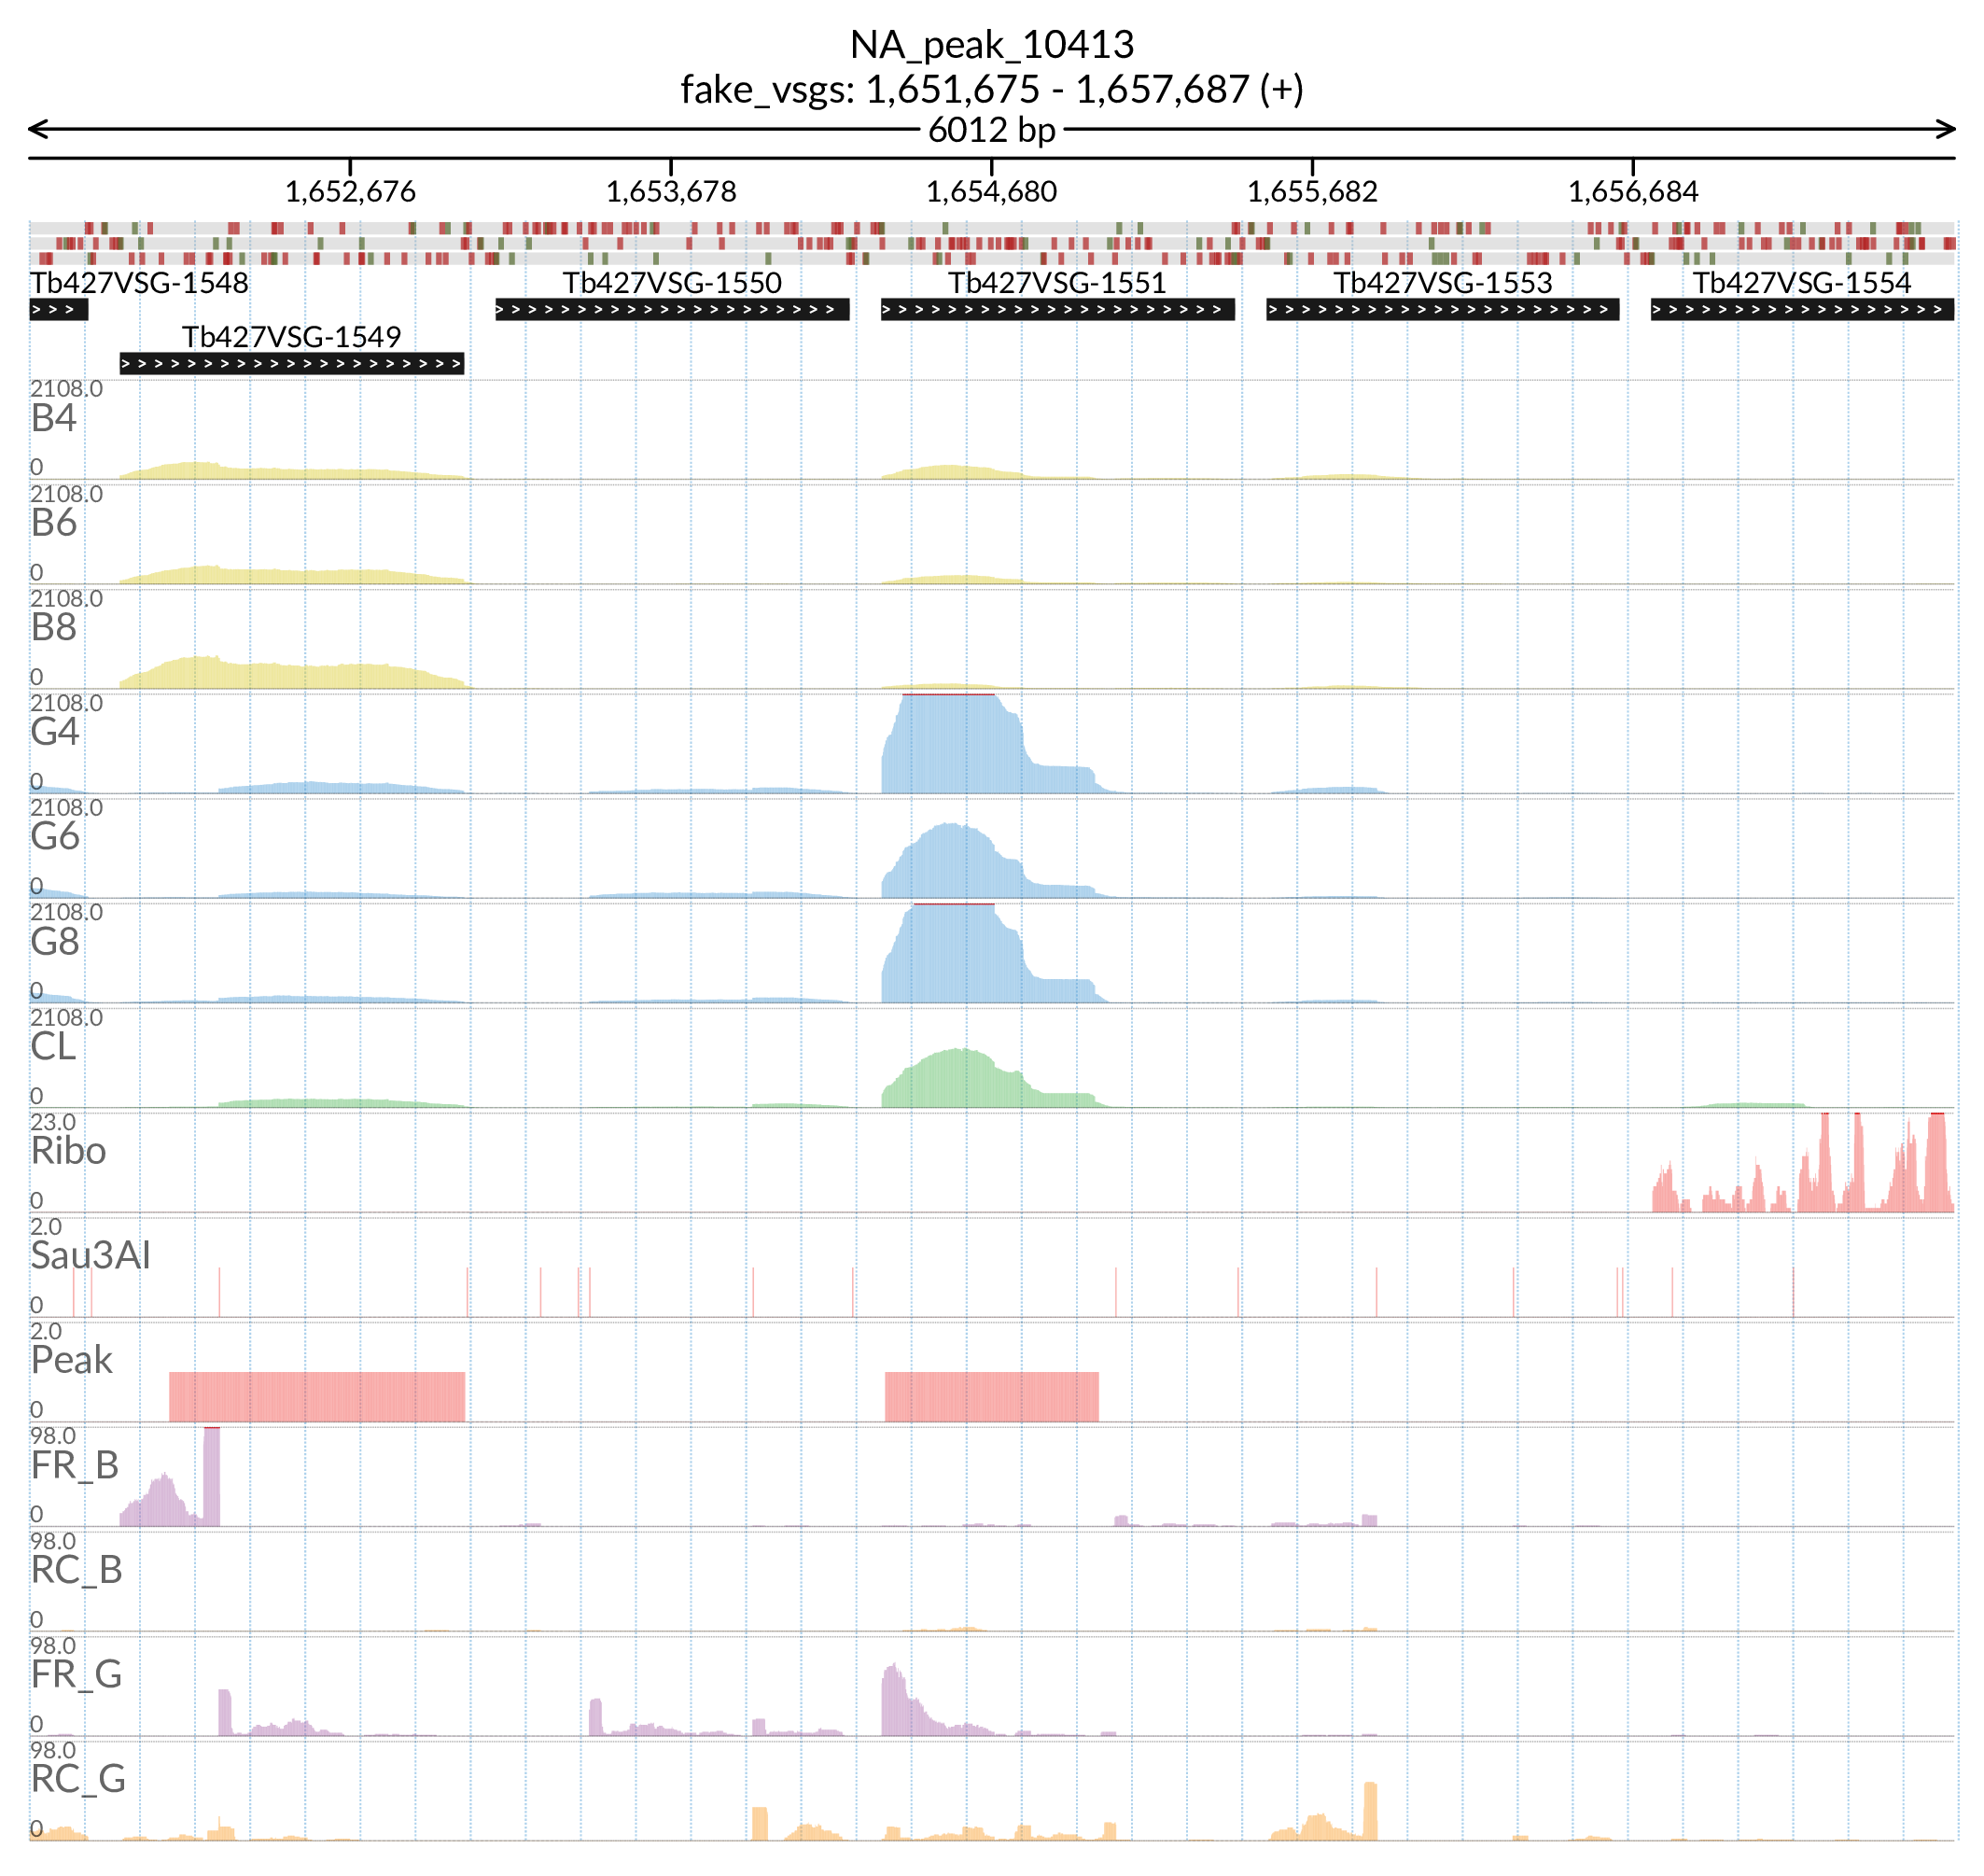 NA_peak_10413
fake_vsgs: 1,651,675 - 1,657,687 (+)
6012 bp
1,652,676 1,653,678 1,654,680 1,655,682 1,656,684
Tb427VSG-1548 Tb427VSG-1550 Tb427VSG-1551 Tb427VSG-1553 Tb427VSG-1554
Tb427VSG-1549
2108.0
B4
0
2108.0
B6
0
2108.0
B8
0
2108.0
G4
0
2108.0
G6
0
2108.0
G8
0
2108.0
CL
0
23.0
Ribo
0
2.0
Sau3AI
0
2.0
Peak
0
98.0
FR_B
0
98.0
RC_B
0
98.0
FR_G
0
98.0
RC_G
0